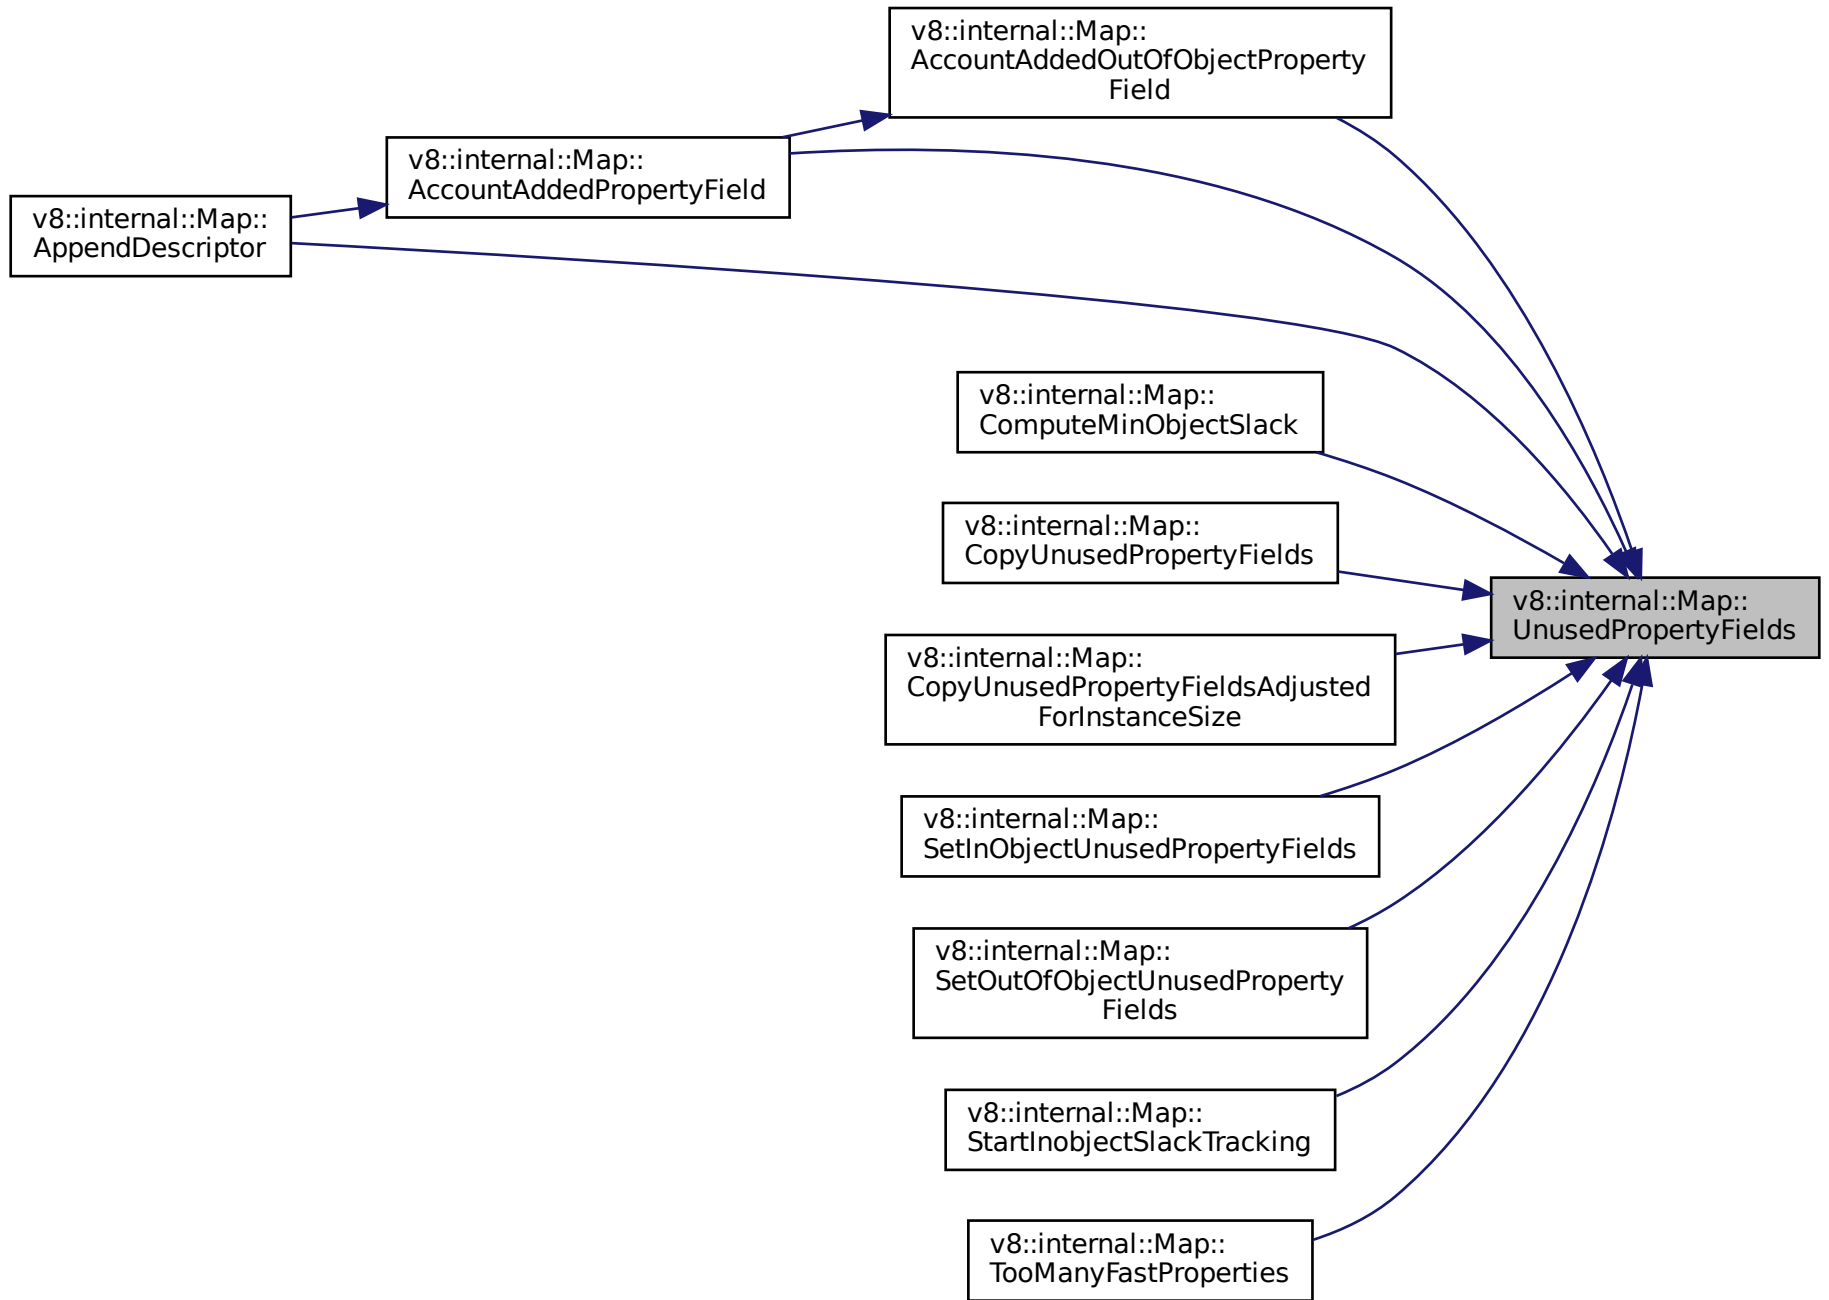 v8::internal::Map::
AccountAddedOutOfObjectProperty
Field
v8::internal::Map::
AccountAddedPropertyField
v8::internal::Map::
AppendDescriptor
v8::internal::Map::
ComputeMinObjectSlack
v8::internal::Map::
CopyUnusedPropertyFields
v8::internal::Map::
UnusedPropertyFields
v8::internal::Map::
CopyUnusedPropertyFieldsAdjusted
ForInstanceSize
v8::internal::Map::
SetInObjectUnusedPropertyFields
v8::internal::Map::
SetOutOfObjectUnusedProperty
Fields
v8::internal::Map::
StartInobjectSlackTracking
v8::internal::Map::
TooManyFastProperties